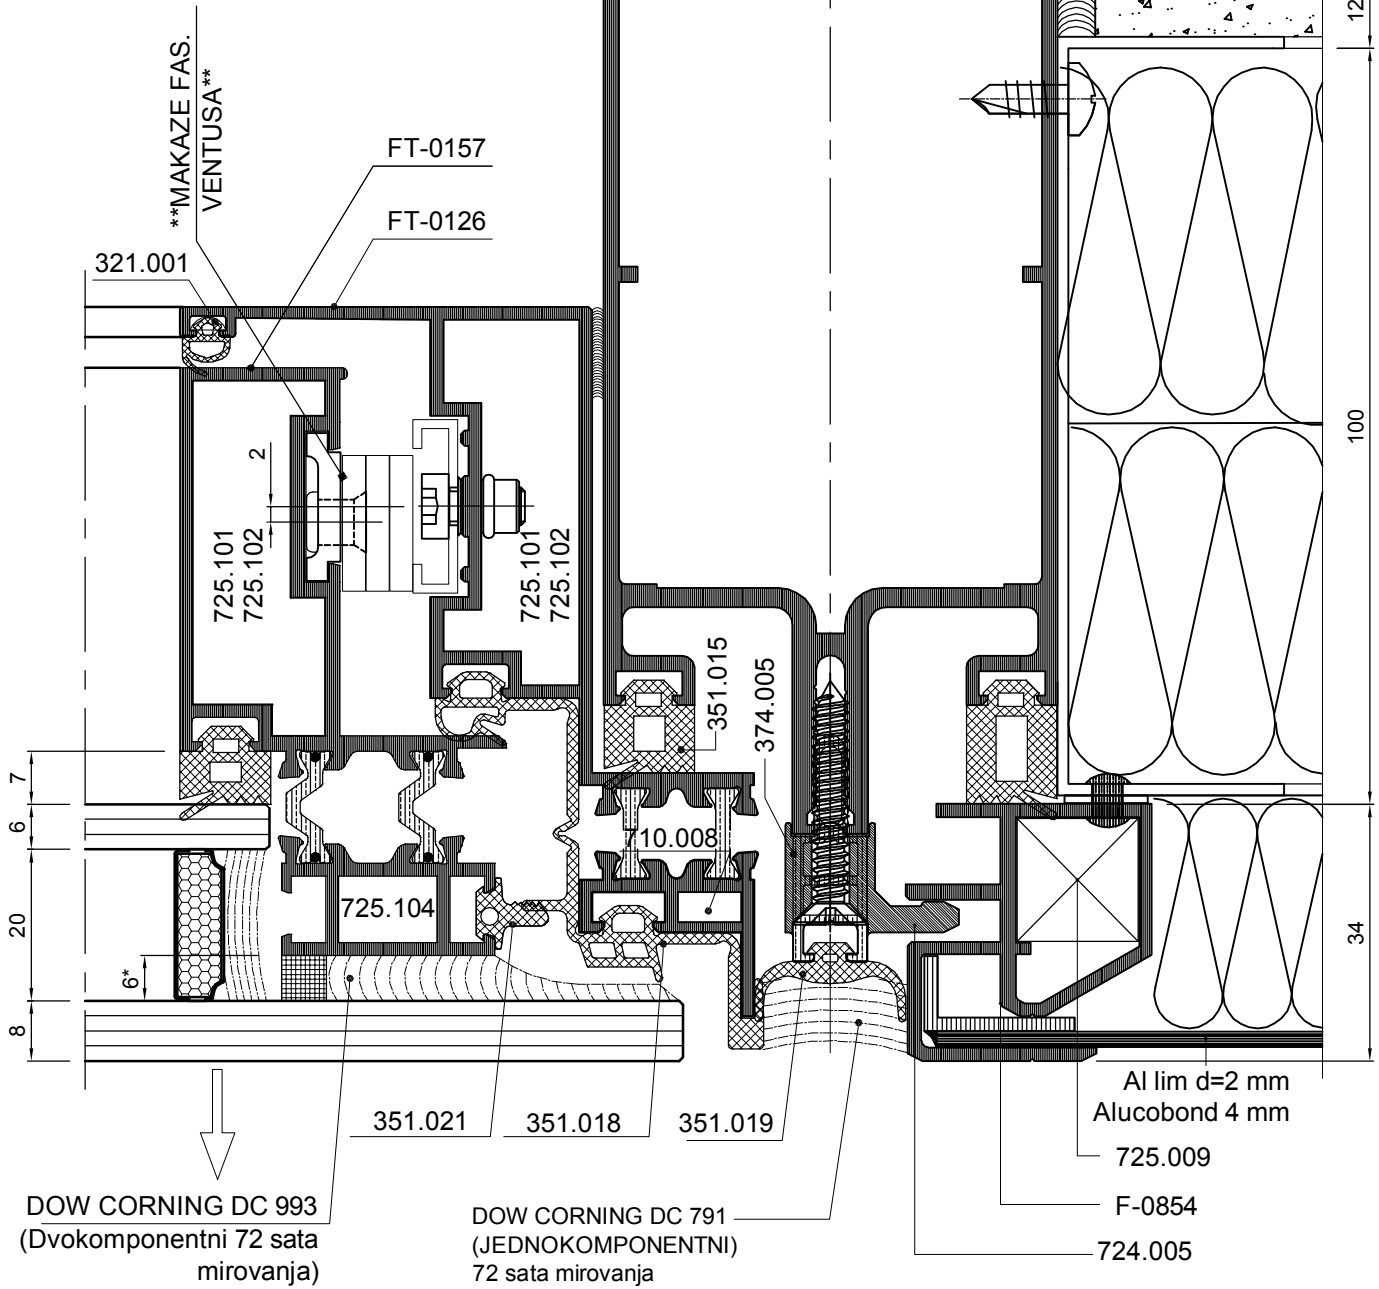 12
**MAKAZE FAS.
VENTUSA**
FT-0157
FT-0126
321.001
2
100
725.101
725.102
725.101
725.102
351.015
374.005
7
6
20
6*
8
710.008
725.104
34
Al lim d=2 mm
Alucobond 4 mm
351.021
351.018
351.019
725.009
F-0854
724.005
DOW CORNING DC 993
(Dvokomponentni 72 sata
mirovanja)
DOW CORNING DC 791
(JEDNOKOMPONENTNI)
72 sata mirovanja